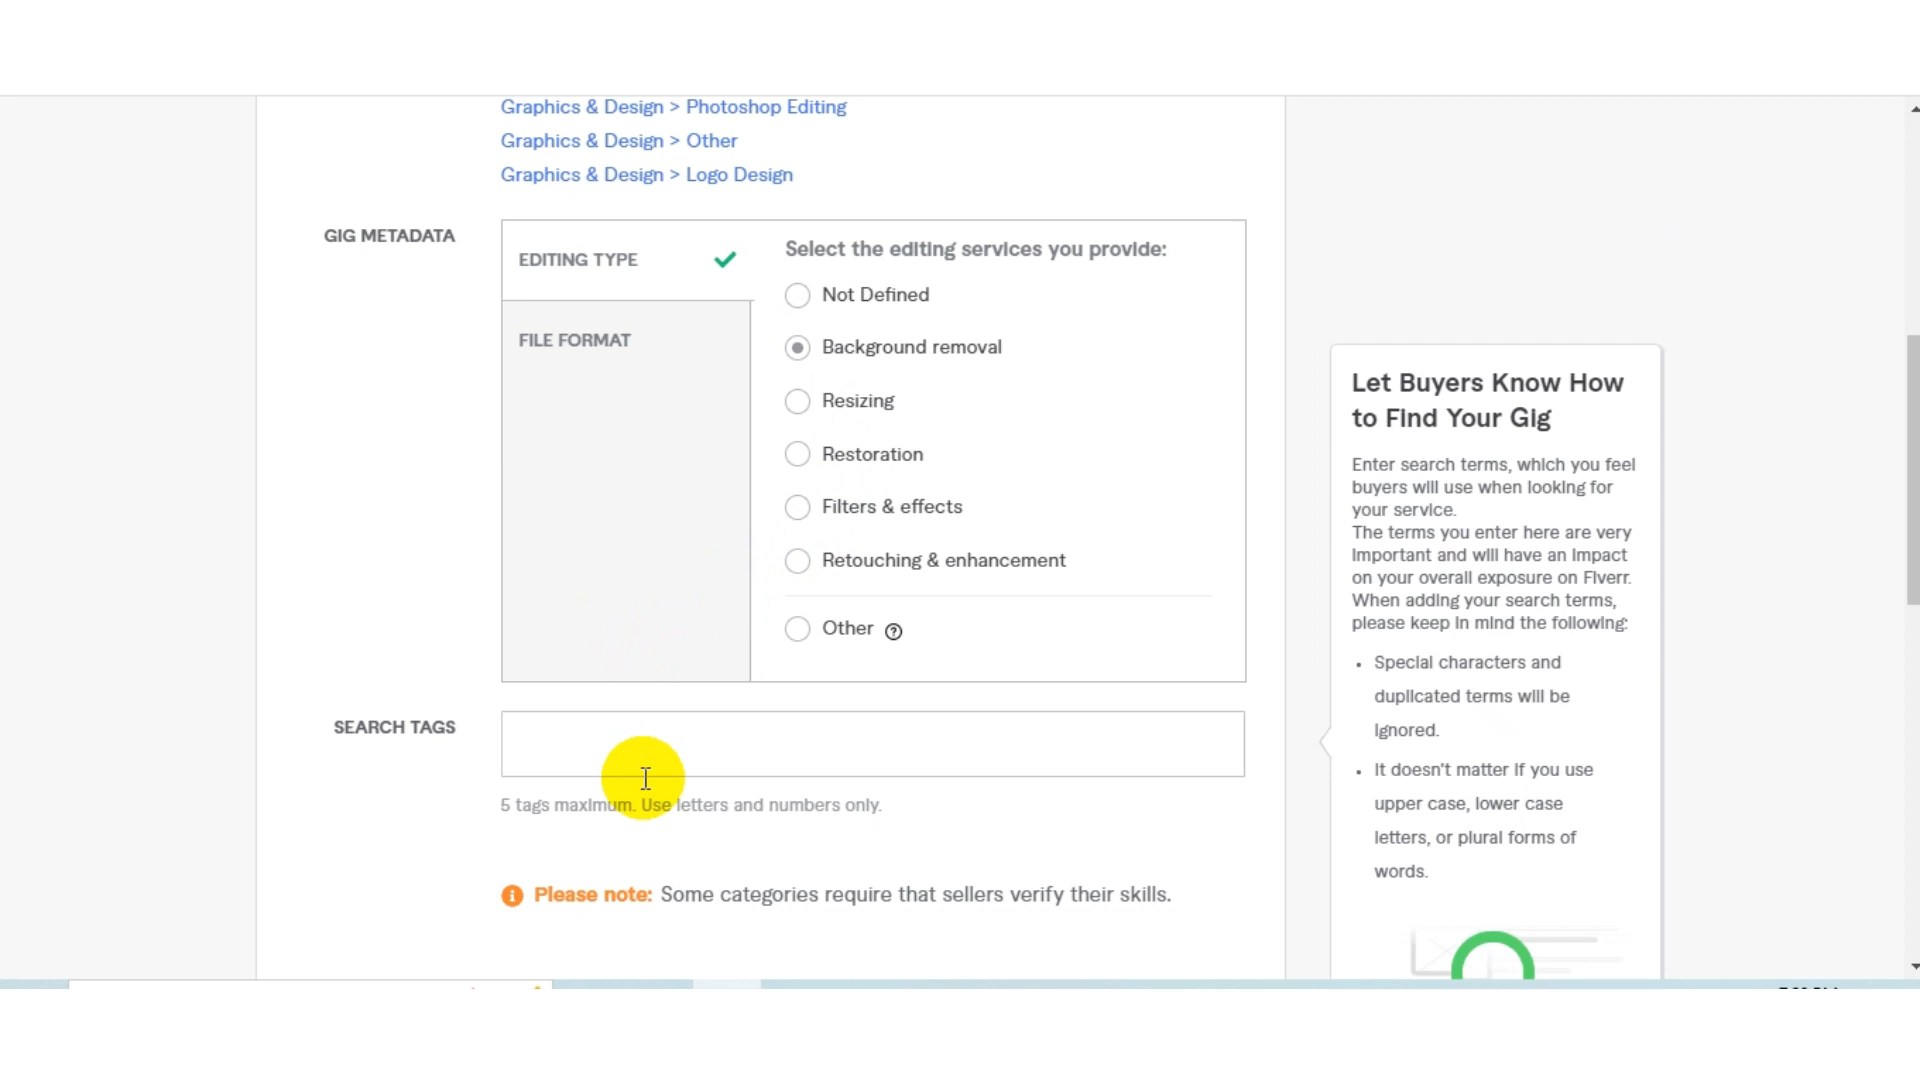 Graphics & Design > Photoshop Editing
Graphics & Design > Other
Graphics & Design > Logo Design
GIG METADATA
EDITING TYPE
FILE FORMAT
Select the editing services you provide:
Not Defined
Background removal
Resizing
Restoration
Filters & effects
Retouching & enhancement
Other ?
SEARCH TAGS
5 tags maximum. Use letters and numbers only.
Please note: Some categories require that sellers verify their skills.
Let Buyers Know How
to Find Your Gig
Enter search terms, which you feel
buyers will use when looking for
your service.
The terms you enter here are very
important and will have an impact
on your overall exposure on Fiverr.
When adding your search terms,
please keep in mind the following:
• Special characters and
duplicated terms will be
ignored.
• It doesn't matter if you use
upper case, lower case
letters, or plural forms of
words.